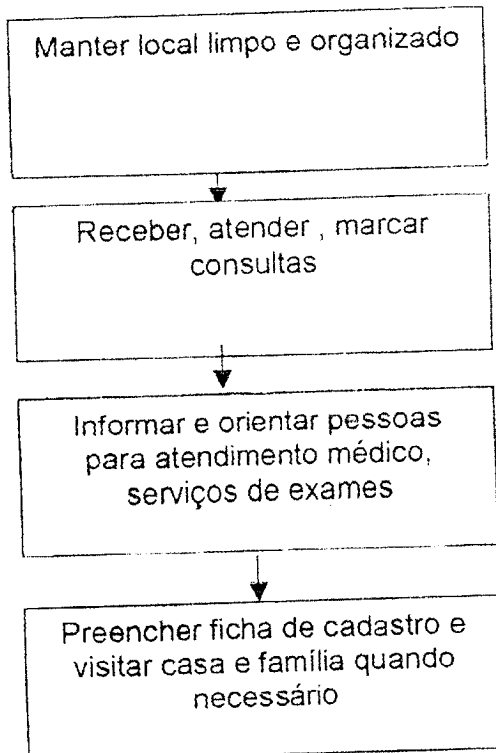 Manter local limpo e organizado
Receber, atender , marcar
consultas
Informar e orientar pessoas
para atendimento médico,
serviços de exames
Preencher ficha de cadastro e
visitar casa e família quando
necessário